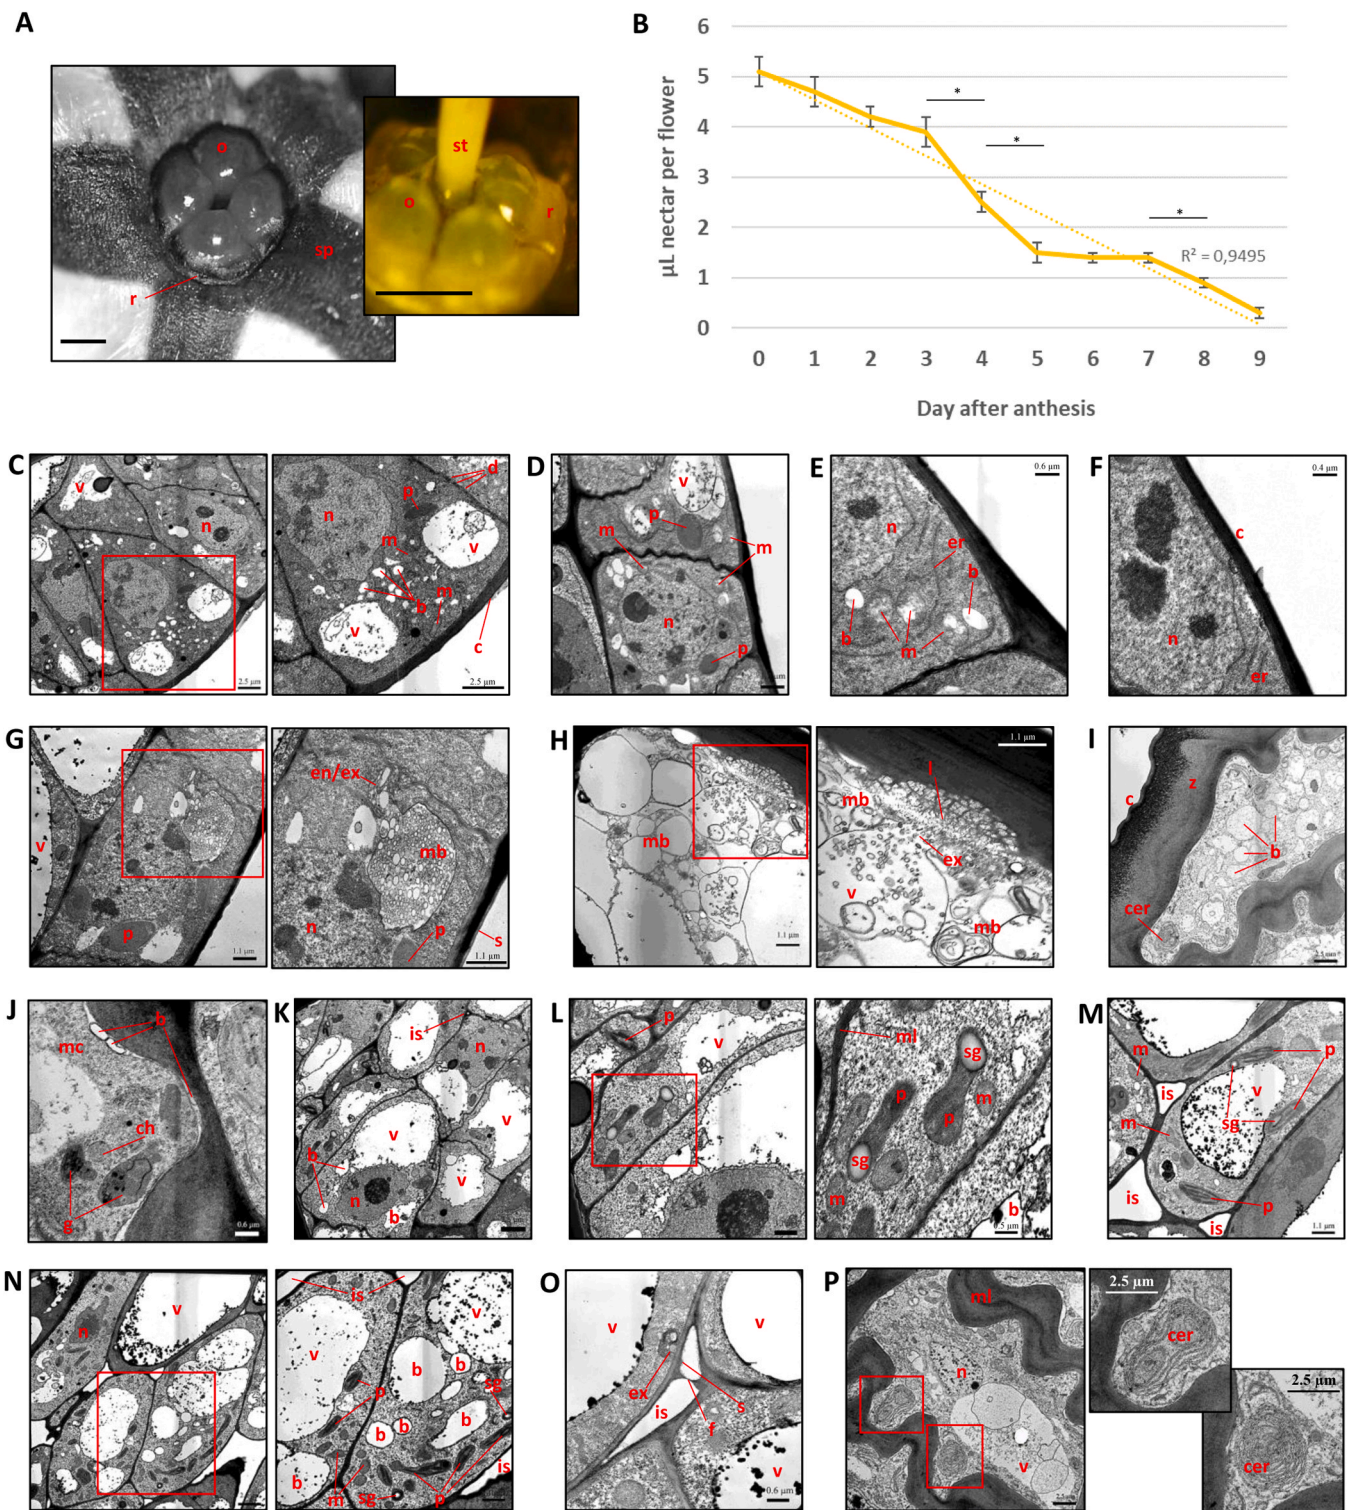 A
o
sp
r
st
o
r
B
µL nectar per flower
6
5
4
3
2
1
0
*
*
*
R² = 0,9495
0 1 2 3 4 5 6 7 8 9
Day after anthesis
C
v
n
2.5 µm
d
p
n
m
v
b
m
v
c
2.5 µm
D
v
p
m
m
n
p
E
0.6 µm
n
er
b
b
m
F
0.4 µm
c
n
er
G
v
p
1.1 µm
en/ex
mb
n
p
s
1.1 µm
H
mb
1.1 µm
1.1 µm
l
mb
ex
v
mb
I
z
c
b
cer
2.5 µm
J
b
mc
ch
g
0.6 µm
K
is
n
v
b
v
n
b
L
p
v
ml
sg
p
p
m
sg
m
b
0.5 µm
M
m
p
is
v
sg
m
is
p
is
1.1 µm
N
v
n
is
v
v
b
b
p
sg
b
b
b
b
is
m
sg
p
O
v
v
ex
s
is
f
v
0.6 µm
P
ml
n
v
2.5 µm
cer
2.5 µm
cer